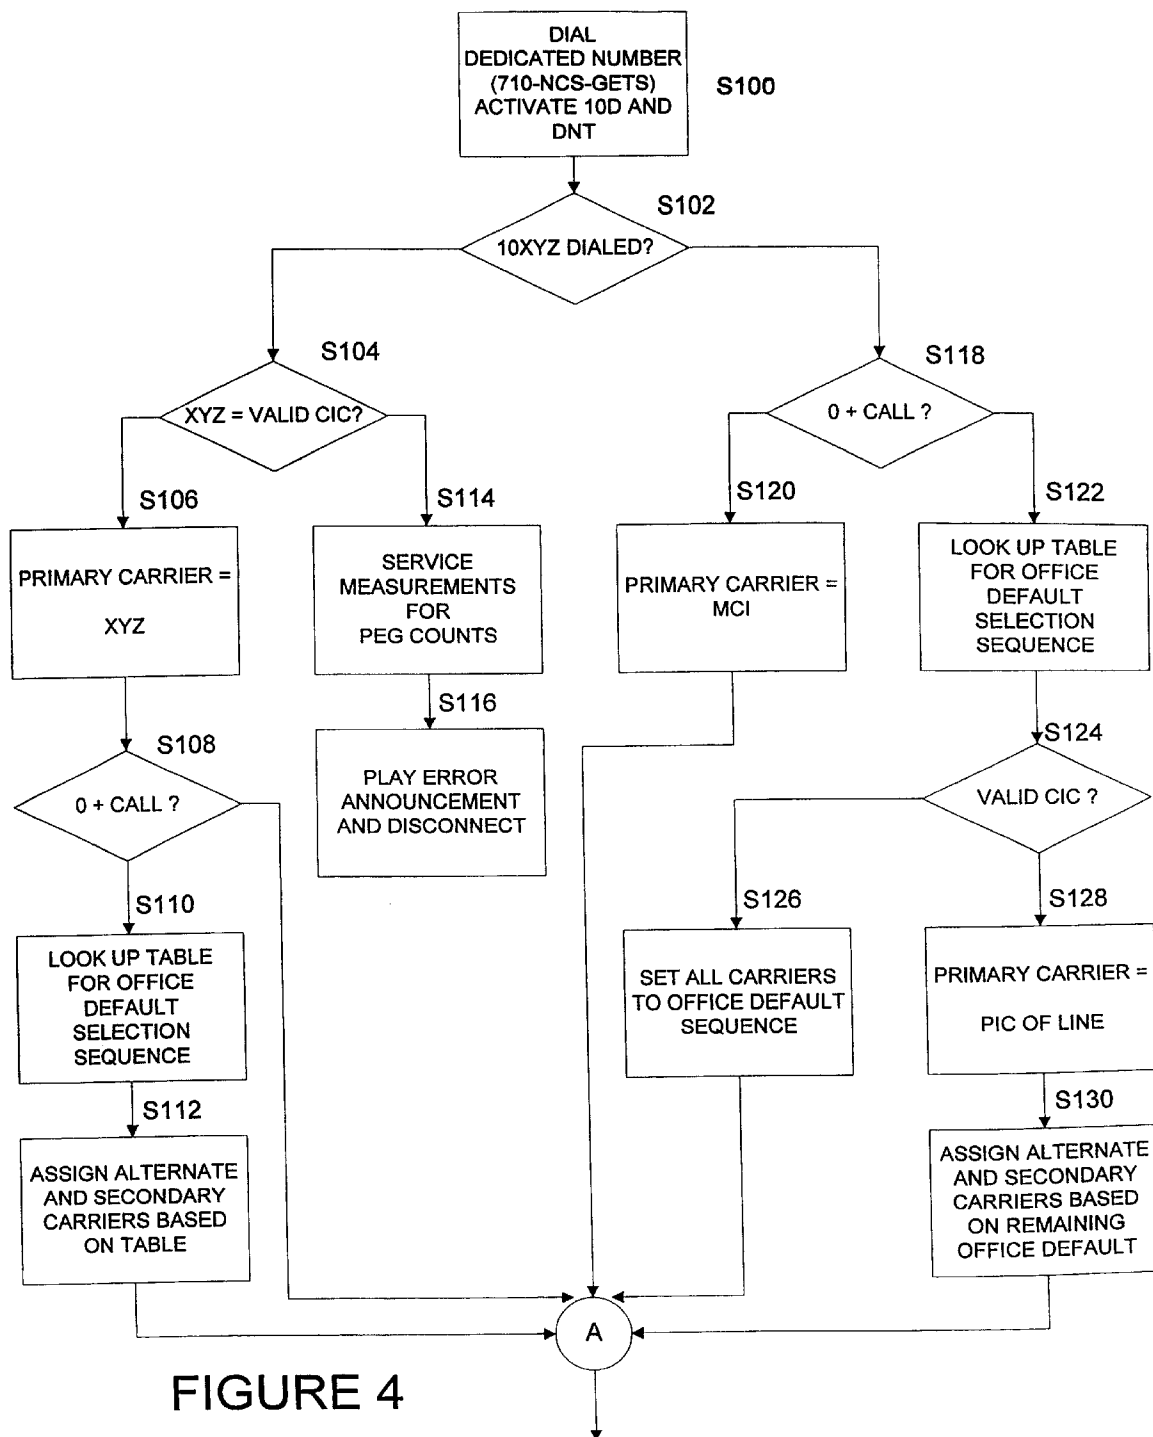 DIAL
DEDICATED NUMBER
(710-NCS-GETS)
ACTIVATE 10D AND
DNT
S100
S102
10XYZ DIALED?
S104
XYZ = VALID CIC?
S118
0 + CALL ?
S106
PRIMARY CARRIER =
XYZ
S114
SERVICE
MEASUREMENTS
FOR
PEG COUNTS
S120
PRIMARY CARRIER =
MCI
S122
LOOK UP TABLE
FOR OFFICE
DEFAULT
SELECTION
SEQUENCE
S108
0 + CALL ?
S116
PLAY ERROR
ANNOUNCEMENT
AND DISCONNECT
S124
VALID CIC ?
S110
LOOK UP TABLE
FOR OFFICE
DEFAULT
SELECTION
SEQUENCE
S126
SET ALL CARRIERS
TO OFFICE DEFAULT
SEQUENCE
S128
PRIMARY CARRIER =
PIC OF LINE
S112
ASSIGN ALTERNATE
AND SECONDARY
CARRIERS BASED
ON TABLE
S130
ASSIGN ALTERNATE
AND SECONDARY
CARRIERS BASED
ON REMAINING
OFFICE DEFAULT
A
FIGURE 4